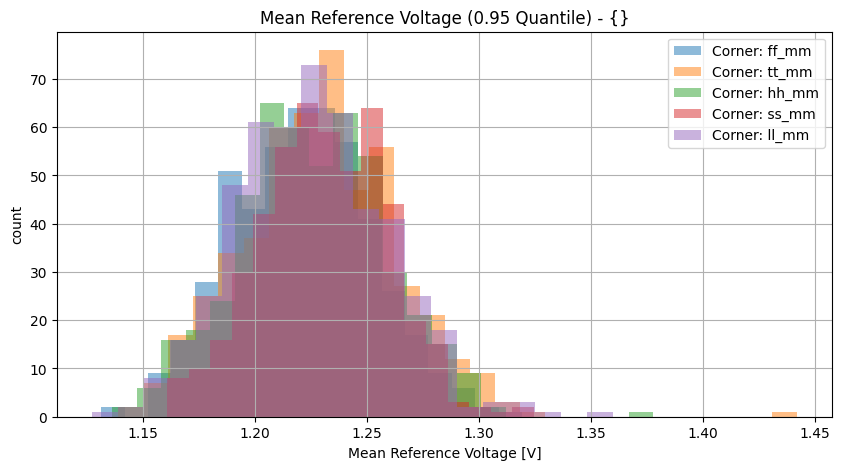 Mean Reference Voltage (0.95 Quantile) - {}
Corner: ff_mm
Corner: tt_mm
Corner: hh_mm
Corner: ss_mm
Corner: ll_mm
70
60
50
40
30
20
10
0
count
1.15
1.20
1.25
1.30
1.35
1.40
1.45
Mean Reference Voltage [V]